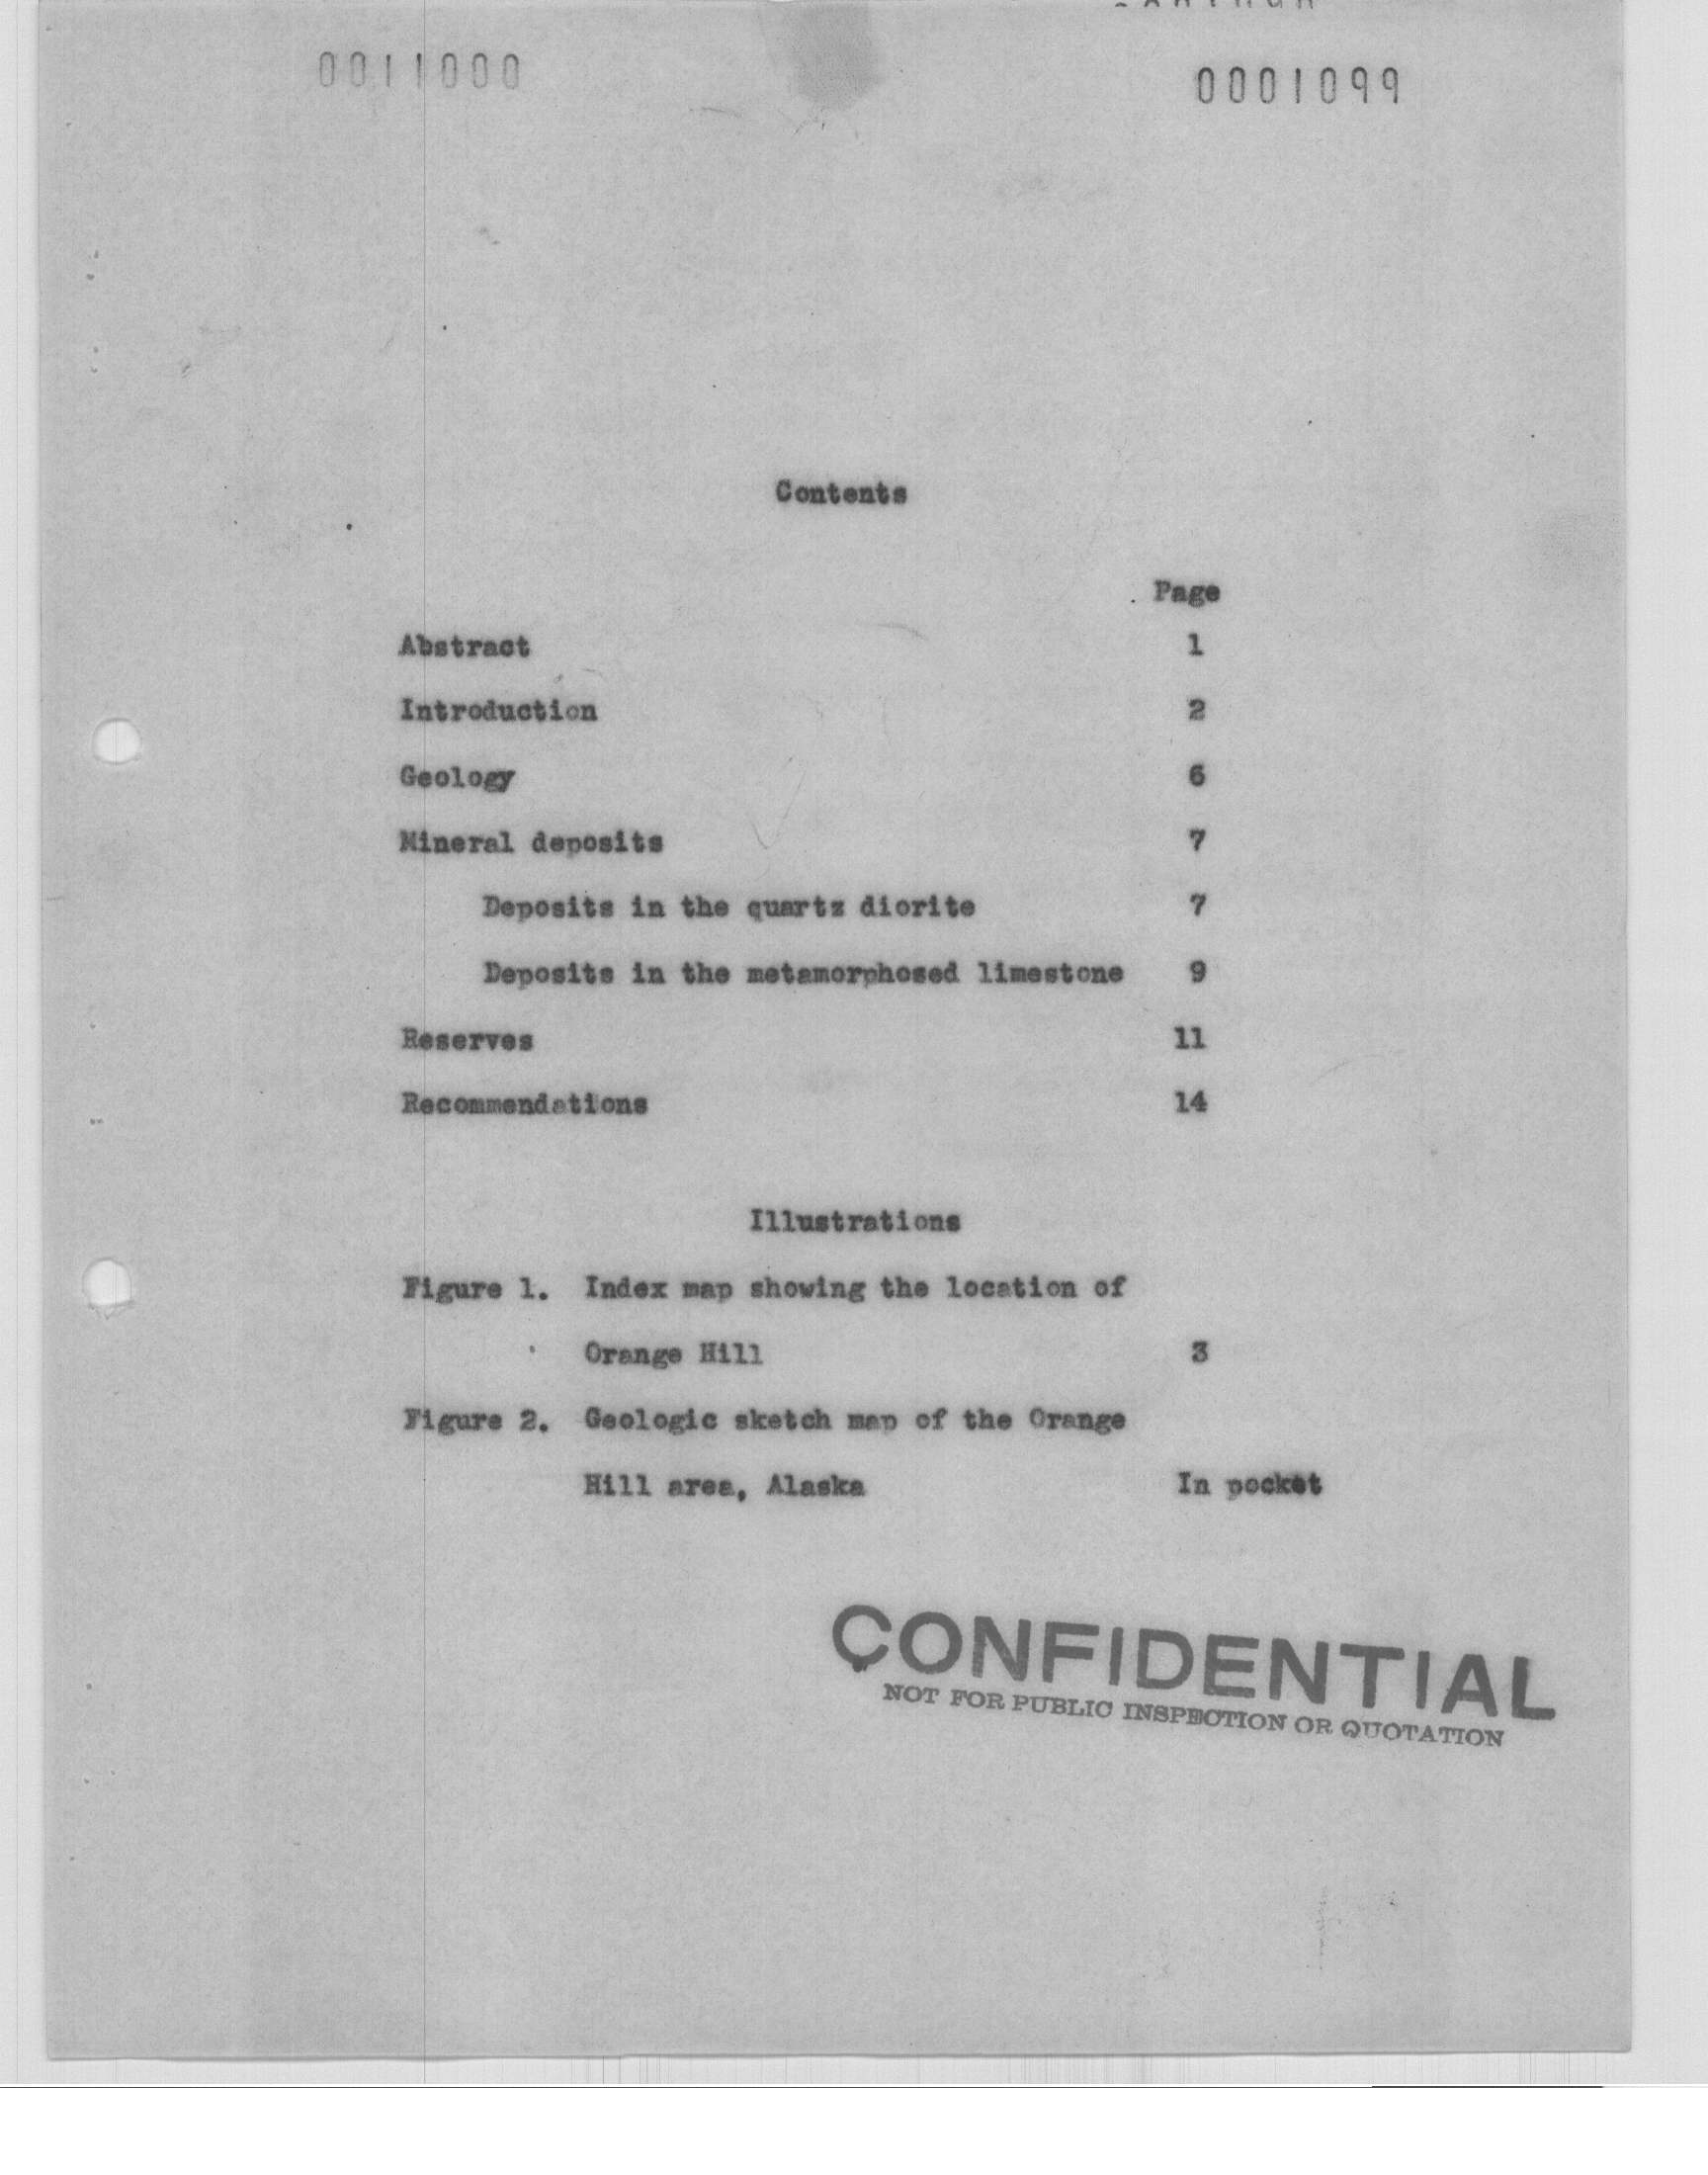 0011000
0001099
Contents
Page
Abstract 1
Introduction 2
Geology 6
Mineral deposits 7
Deposits in the quartz diorite 7
Deposits in the metamorphosed limestone 9
Reserves 11
Recommendations 14
Illustrations
Figure 1. Index map showing the location of
Orange Hill 3
Figure 2. Geologic sketch map of the Orange
Hill area, Alaska In pocket
CONFIDENTIAL
NOT FOR PUBLIC INSPECTION OR QUOTATION